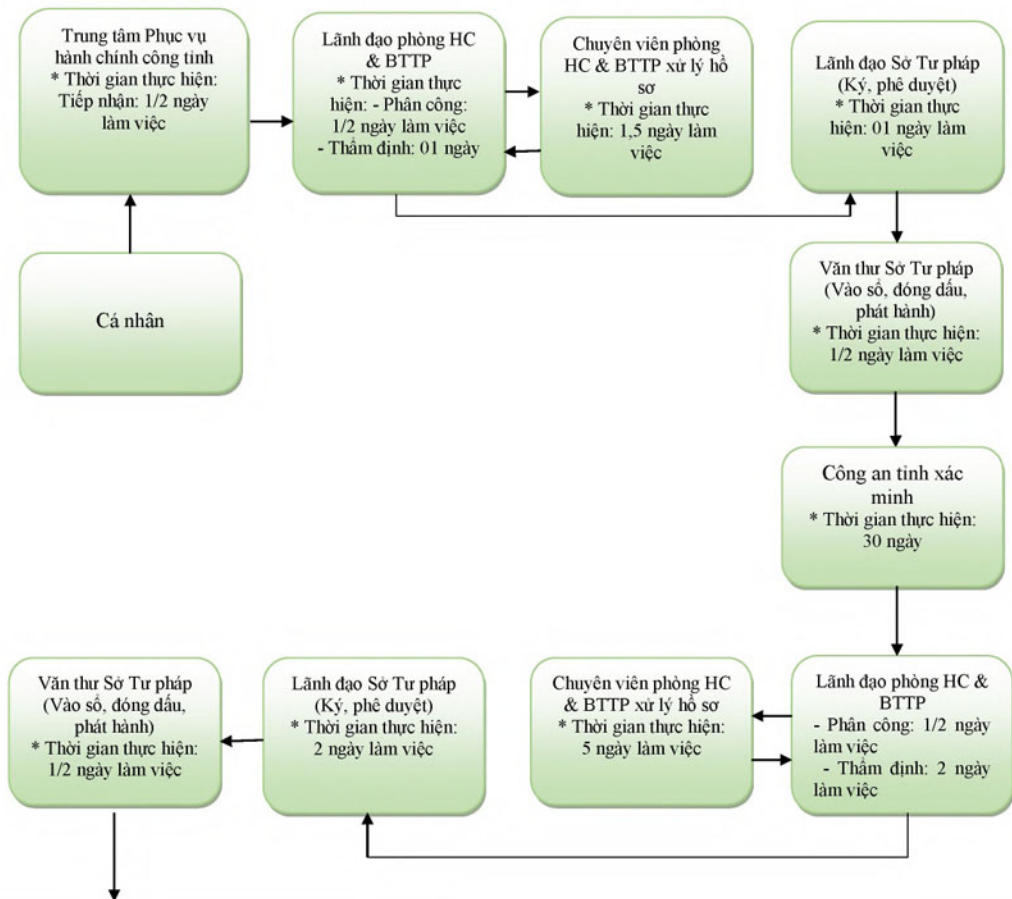 Trung tâm Phục vụ
hành chính công tỉnh
* Thời gian thực hiện:
Tiếp nhận: 1/2 ngày
làm việc
Lãnh đạo phòng HC
& BTTP
* Thời gian thực
hiện: - Phân công:
1/2 ngày làm việc
- Thẩm định: 01 ngày
Chuyên viên phòng
HC & BTTP xử lý hồ
sơ
* Thời gian thực
hiện: 1,5 ngày làm
việc
Lãnh đạo Sở Tư pháp
(Ký, phê duyệt)
* Thời gian thực
hiện: 01 ngày làm
việc
Cá nhân
Văn thư Sở Tư pháp
(Vào sổ, đóng dấu,
phát hành)
* Thời gian thực hiện:
1/2 ngày làm việc
Công an tỉnh xác
minh
* Thời gian thực hiện:
30 ngày
Lãnh đạo phòng HC &
BTTP
- Phân công: 1/2 ngày
làm việc
- Thẩm định: 2 ngày
làm việc
Chuyên viên phòng HC
& BTTP xử lý hồ sơ
* Thời gian thực hiện:
5 ngày làm việc
Lãnh đạo Sở Tư pháp
(Ký, phê duyệt)
* Thời gian thực hiện:
2 ngày làm việc
Văn thư Sở Tư pháp
(Vào sổ, đóng dấu,
phát hành)
* Thời gian thực hiện:
1/2 ngày làm việc